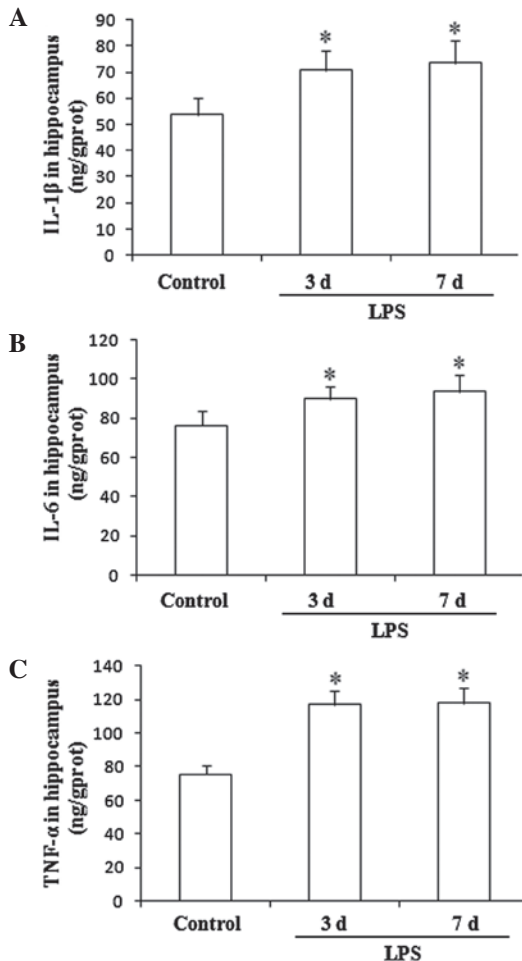 A
IL-1β in hippocampus
(ng/gprot)
90
80
70
60
50
40
30
20
10
0
* *
Control 3 d 7 d
LPS
B
IL-6 in hippocampus
(ng/gprot)
120
100
80
60
40
20
0
* *
Control 3 d 7 d
LPS
C
TNF-α in hippocampus
(ng/gprot)
140
120
100
80
60
40
20
0
* *
Control 3 d 7 d
LPS